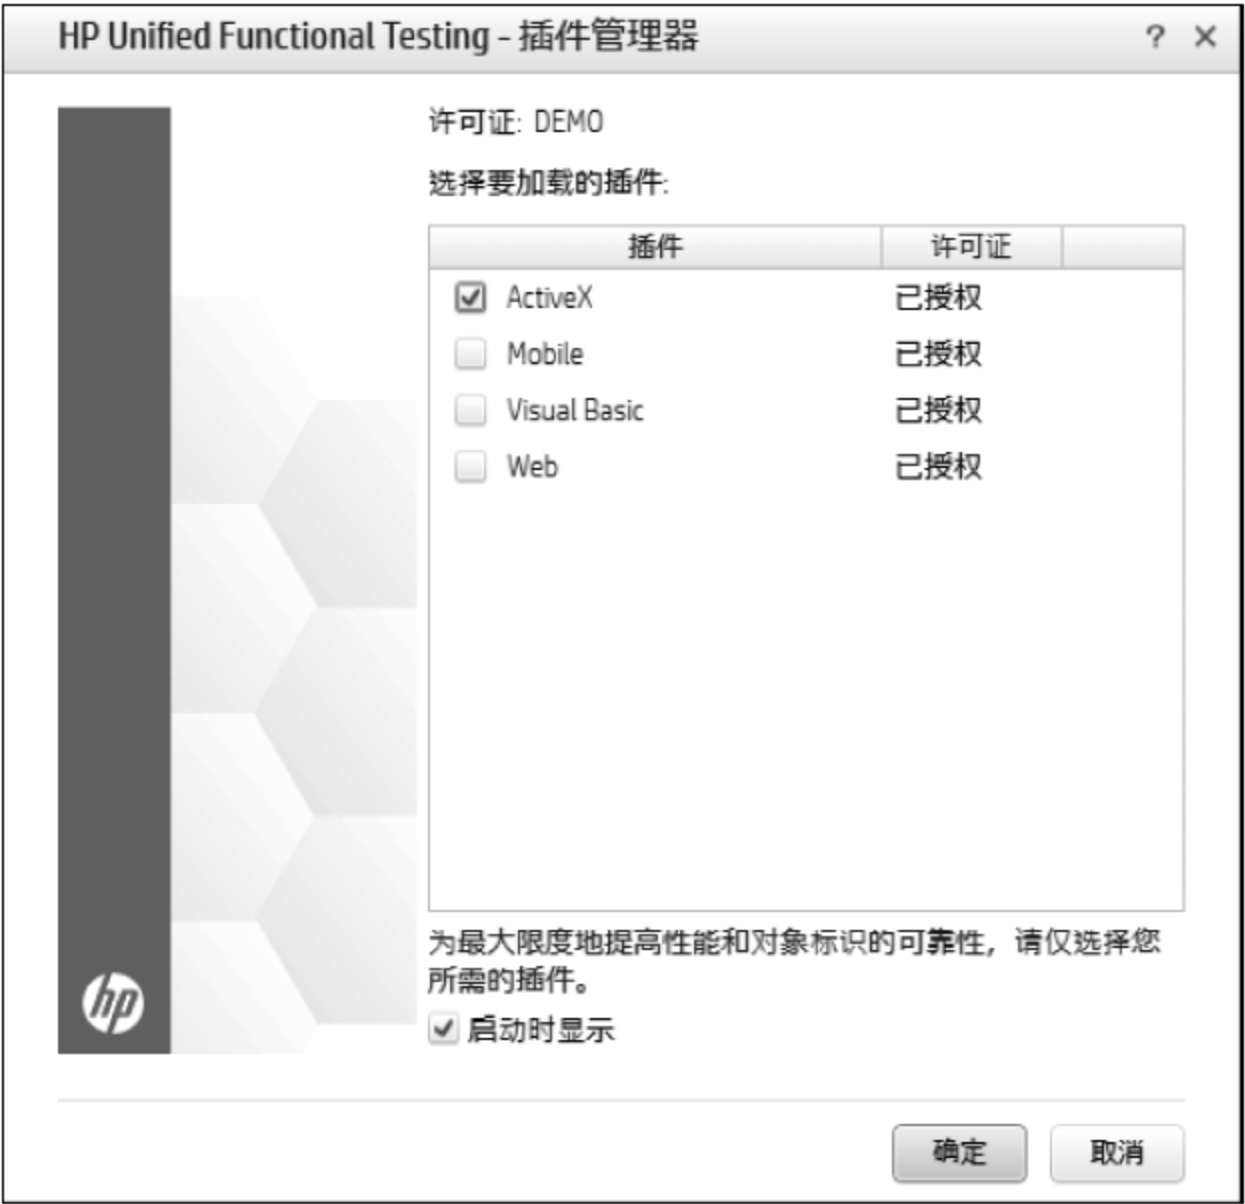 HP Unified Functional Testing - 插件管理器 ? ×
许可证: DEMO
选择要加载的插件:
插件 许可证
ActiveX 已授权
Mobile 已授权
Visual Basic 已授权
Web 已授权
为最大限度地提高性能和对象标识的可靠性，请仅选择您
所需的插件。
启动时显示
hp
确定 取消